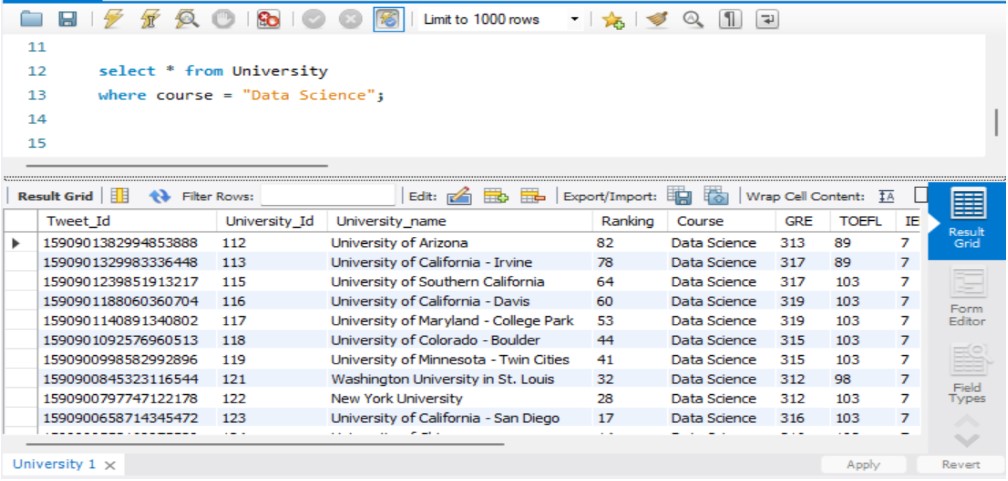 Limit to 1000 rows
11
12 select * from University
13 where course = "Data Science";
14
15
Result Grid Filter Rows: Edit: Export/Import: Wrap Cell Content:
Tweet_Id University_Id University_name Ranking Course GRE TOEFL IE
1590901382994853888 112 University of Arizona 82 Data Science 313 89 7
1590901329983336448 113 University of California - Irvine 78 Data Science 317 89 7
1590901239851913217 115 University of Southern California 64 Data Science 317 103 7
1590901188060360704 116 University of California - Davis 60 Data Science 319 103 7
1590901140891340802 117 University of Maryland - College Park 53 Data Science 319 103 7
1590901092576960513 118 University of Colorado - Boulder 44 Data Science 315 103 7
1590900998582992896 119 University of Minnesota - Twin Cities 41 Data Science 315 103 7
1590900845323116544 121 Washington University in St. Louis 32 Data Science 312 98 7
1590900797747122178 122 New York University 28 Data Science 312 103 7
1590900658714345472 123 University of California - San Diego 17 Data Science 316 103 7
Result
Grid
Form
Editor
Field
Types
University 1 Apply Revert